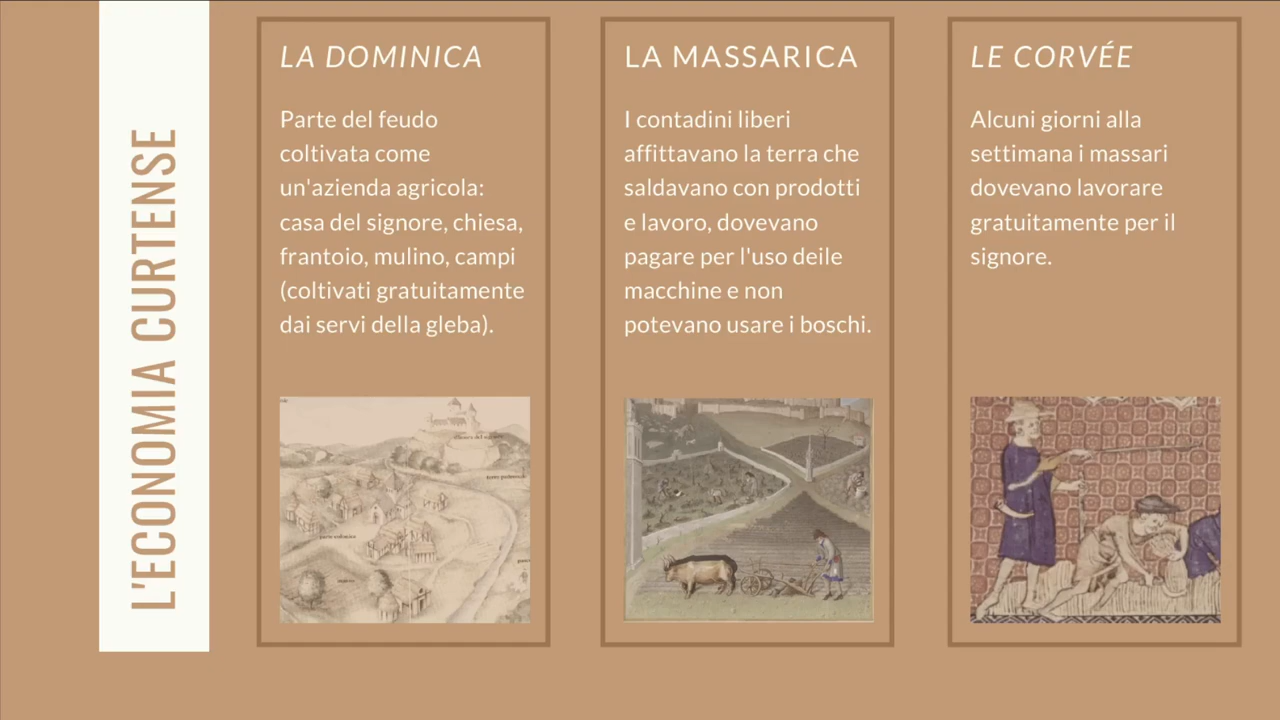 L'ECONOMIA CURTENSE
LA DOMINICA
Parte del feudo
coltivata come
un'azienda agricola:
casa del signore, chiesa,
frantoio, mulino, campi
(coltivati gratuitamente
dai servi della gleba).
LA MASSARICA
I contadini liberi
affittavano la terra che
saldavano con prodotti
e lavoro, dovevano
pagare per l'uso deile
macchine e non
potevano usare i boschi.
LE CORVÉE
Alcuni giorni alla
settimana i massari
dovevano lavorare
gratuitamente per il
signore.